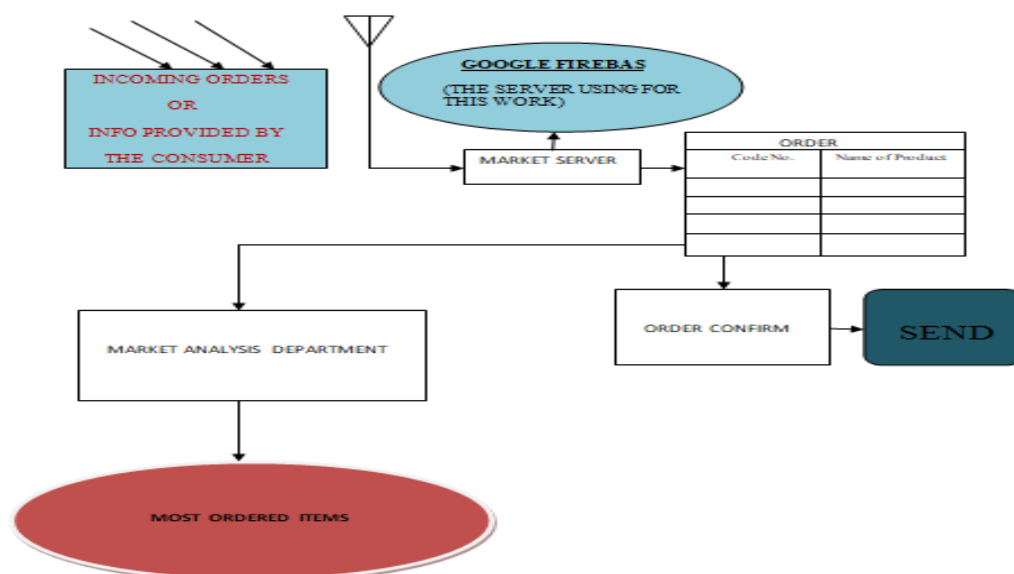 INCOMING ORDERS
OR
INFO PROVIDED BY
THE CONSUMER
GOOGLE FIREBAS
(THE SERVER USING FOR
THIS WORK)
MARKET SERVER
ORDER
Code No.. Name of Product
ORDER CONFIRM
SEND
MARKET ANALYSIS DEPARTMENT
MOST ORDERED ITEMS